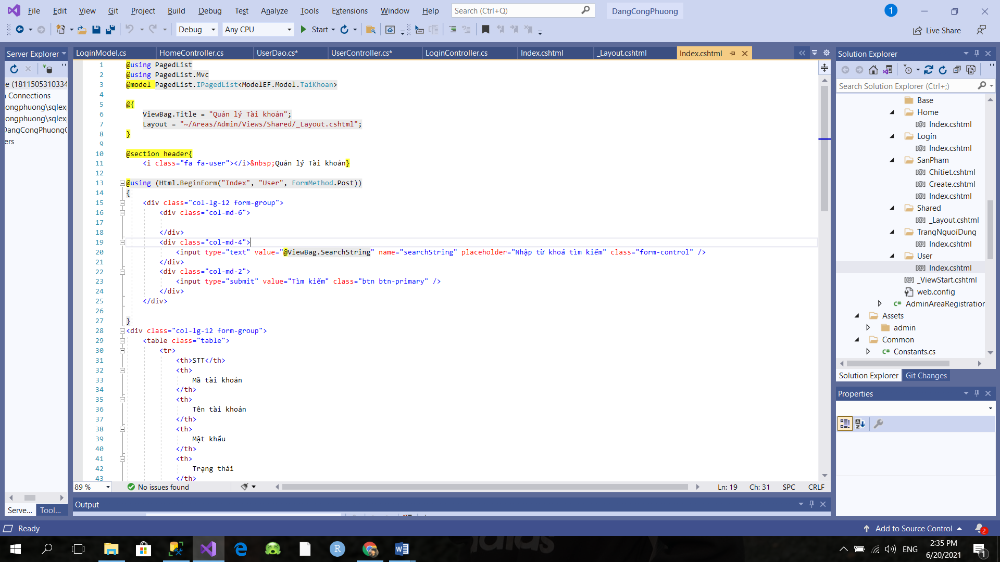 File Edit View Git Project Build Debug Test Analyze Tools Extensions Window Help Search (Ctrl+Q) DangCongPhuong 1
Debug Any CPU Start Live Share
Server Explorer
LoginModel.cs HomeController.cs UserDao.cs* UserController.cs* LoginController.cs Index.cshtml _Layout.cshtml Index.cshtml
e (1811505310334
Connections
ongphuong\sqlexp
ongphuong\sqlexp
DangCongPhuongC
ers
1 @using PagedList
2 @using PagedList.Mvc
3 @model PagedList.IPagedList<ModelEF.Model.TaiKhoan>
4
5 @{
6 ViewBag.Title = "Quản lý Tài khoản";
7 Layout = "~/Areas/Admin/Views/Shared/_Layout.cshtml";
8 }
9
10 @section header{
11 <i class="fa fa-user"></i>&nbsp;Quản lý Tài khoản}
12
13 @using (Html.BeginForm("Index", "User", FormMethod.Post))
14 {
15 <div class="col-lg-12 form-group">
16 <div class="col-md-6">
17
18 </div>
19 <div class="col-md-4">
20 <input type="text" value="@ViewBag.SearchString" name="searchString" placeholder="Nhập từ khoá tìm kiếm" class="form-control" />
21 </div>
22 <div class="col-md-2">
23 <input type="submit" value="Tìm kiếm" class="btn btn-primary" />
24 </div>
25 </div>
26
27 }
28 <div class="col-lg-12 form-group">
29 <table class="table">
30 <tr>
31 <th>STT</th>
32 <th>
33 Mã tài khoản
34 </th>
35 <th>
36 Tên tài khoản
37 </th>
38 <th>
39 Mật khẩu
40 </th>
41 <th>
42 Trạng thái
43 </th>
89 % No issues found Ln: 19 Ch: 31 SPC CRLF
Serve... Tool...
Output
Solution Explorer
Search Solution Explorer (Ctrl+;)
Base
Home
Index.cshtml
Login
Index.cshtml
SanPham
Chitiet.cshtml
Create.cshtml
Index.cshtml
Shared
_Layout.cshtml
TrangNguoiDung
Index.cshtml
User
Index.cshtml
_ViewStart.cshtml
web.config
C# AdminAreaRegistration
Assets
admin
Common
C# Constants.cs
Solution Explorer Git Changes
Properties
Ready Add to Source Control 2
ENG 2:35 PM
6/20/2021 1